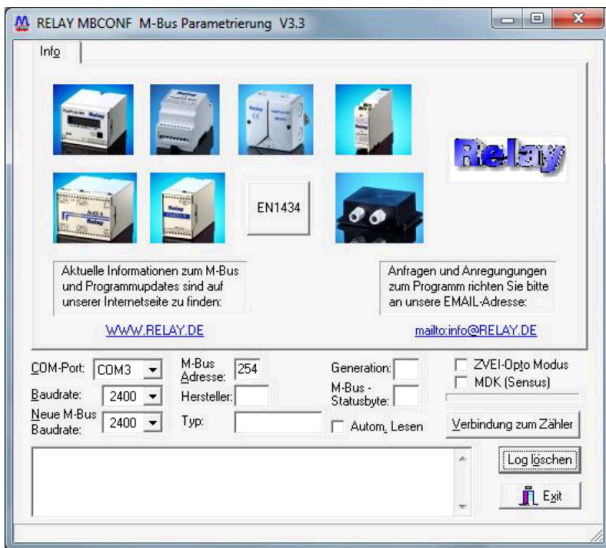 RELAY MBCONF M-Bus Parametrierung V3.3
Info
Relay
EN1434
Aktuelle Informationen zum M-Bus
und Programmupdates sind auf
unserer Internetseite zu finden:
WWW.RELAY.DE
Anfragen und Anregungungen
zum Programm richten Sie bitte
an unsere EMAIL-Adresse:
mailto:info@RELAY.DE
COM-Port: COM3
M-Bus
Adresse: 254
Generation:
ZVEI-Opto Modus
MDK (Sensus)
Baudrate: 2400
Hersteller:
M-Bus -
Statusbyte:
Neue M-Bus
Baudrate: 2400
Typ:
Autom. Lesen
Verbindung zum Zähler
Log löschen
Exit